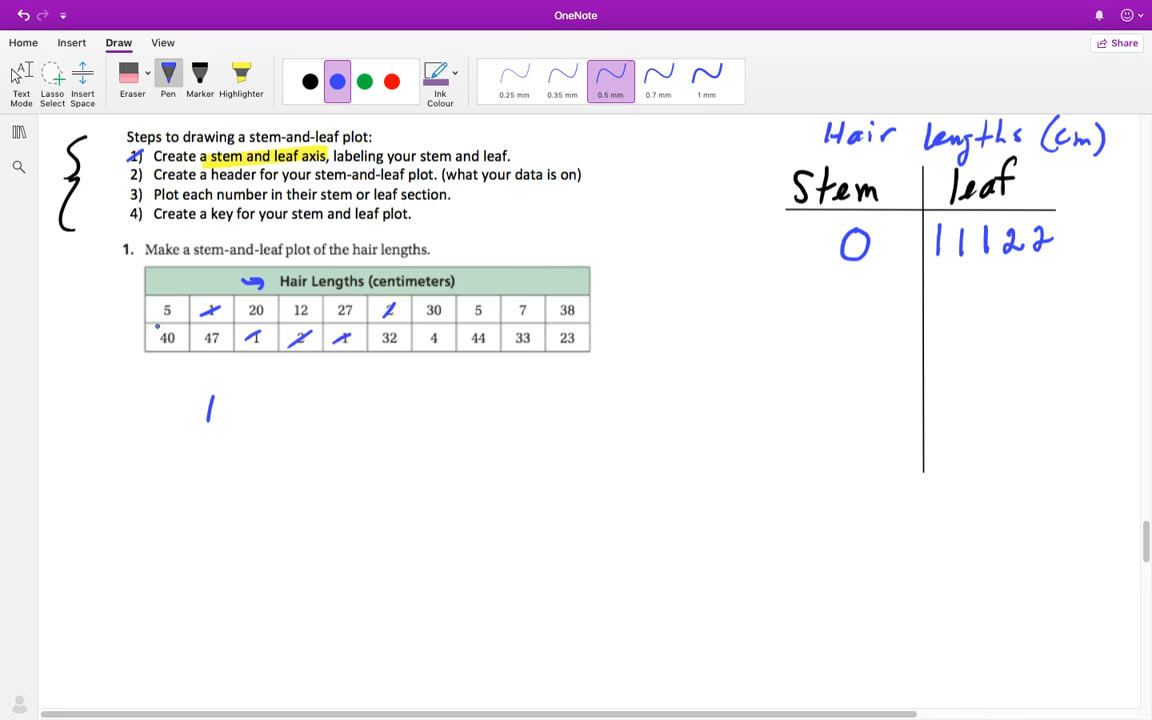 OneNote
Home Insert Draw View
Share
Text Mode
Lasso Select
Insert Space
Eraser
Pen
Marker
Highlighter
Ink Colour
0.25 mm 0.35 mm 0.5 mm 0.7 mm 1 mm
Steps to drawing a stem-and-leaf plot:
1) Create a stem and leaf axis, labeling your stem and leaf.
2) Create a header for your stem-and-leaf plot. (what your data is on)
3) Plot each number in their stem or leaf section.
4) Create a key for your stem and leaf plot.
1. Make a stem-and-leaf plot of the hair lengths.
Hair Lengths (centimeters)
5 1 20 12 27 2 30 5 7 38
40 47 1 2 1 32 4 44 33 23
1
Hair lengths (cm)
Stem leaf
0 1 1 1 2 2